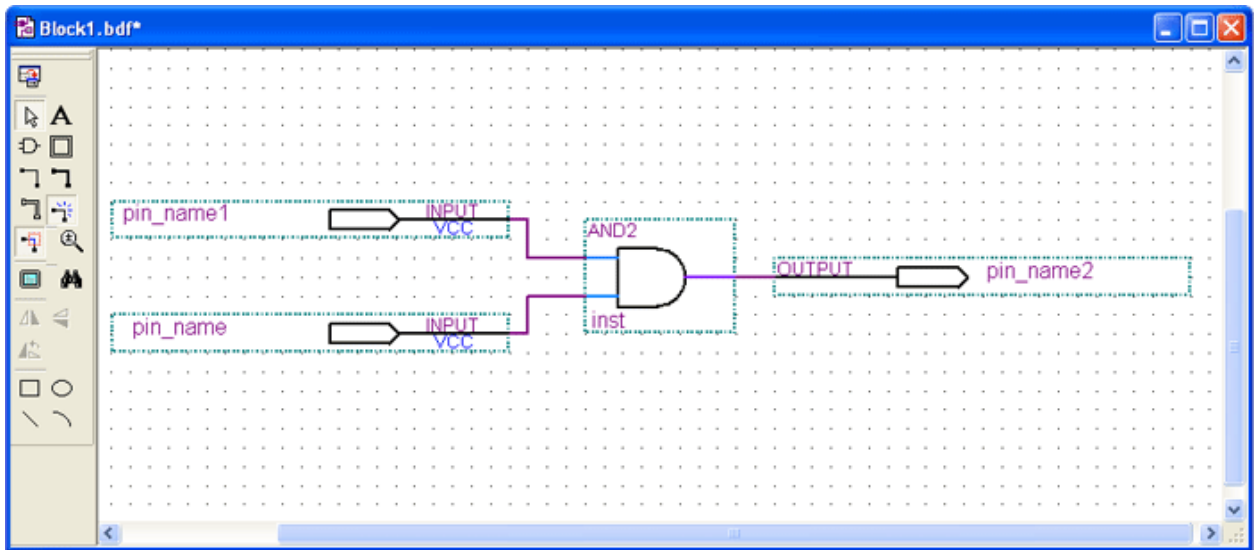 Block1.bdf*
A
pin_name1 INPUT
VCC
AND2
OUTPUT pin_name2
inst
pin_name INPUT
VCC